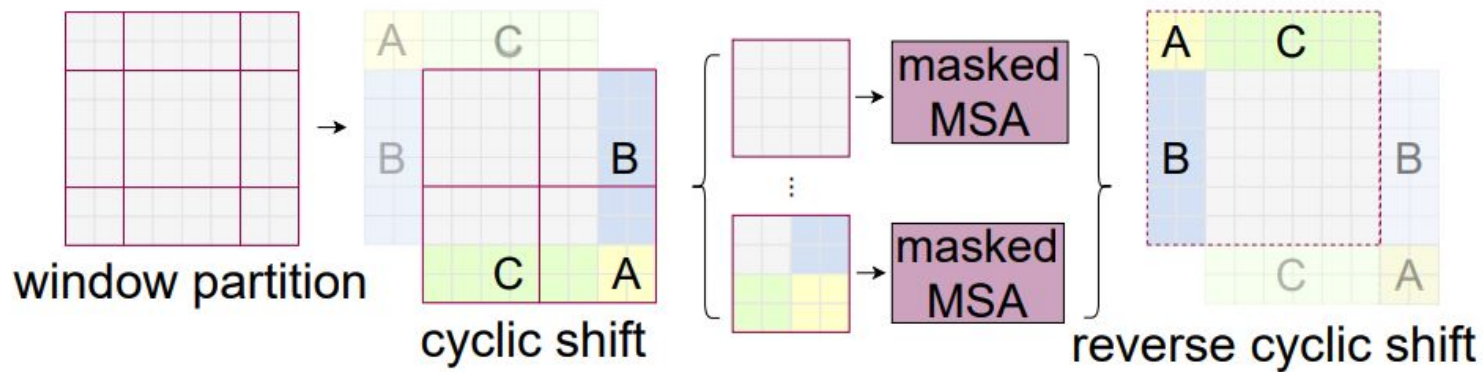 A C
B
B
C A
masked
MSA
⋮
masked
MSA
A C
B
B
C A
window partition
cyclic shift
reverse cyclic shift